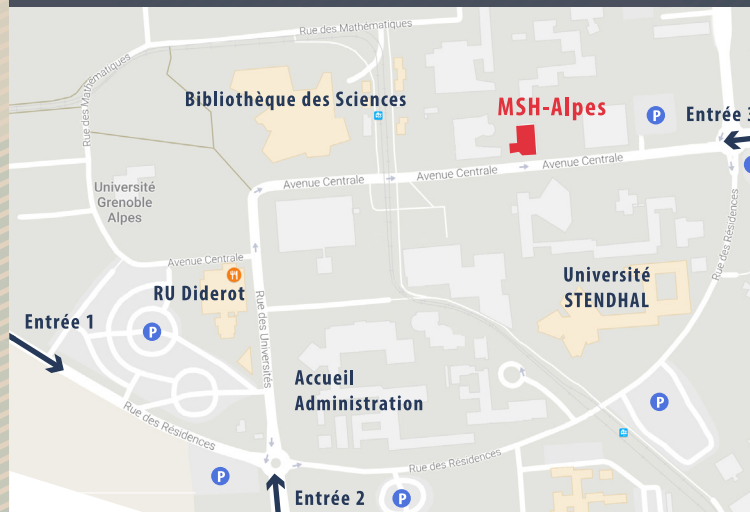 Rue des Mathématiques
Rue des Mathématiques
Bibliothèque des Sciences
MSH-Alpes
P
Entrée 3
Avenue Centrale
Avenue Centrale
Avenue Centrale
Université
Grenoble
Alpes
Rue des Résidences
Avenue Centrale
RU Diderot
Université
STENDHAL
Rue des Universités
Entrée 1
P
Accueil
Administration
P
Rue des Résidences
Rue des Résidences
P
Entrée 2
P